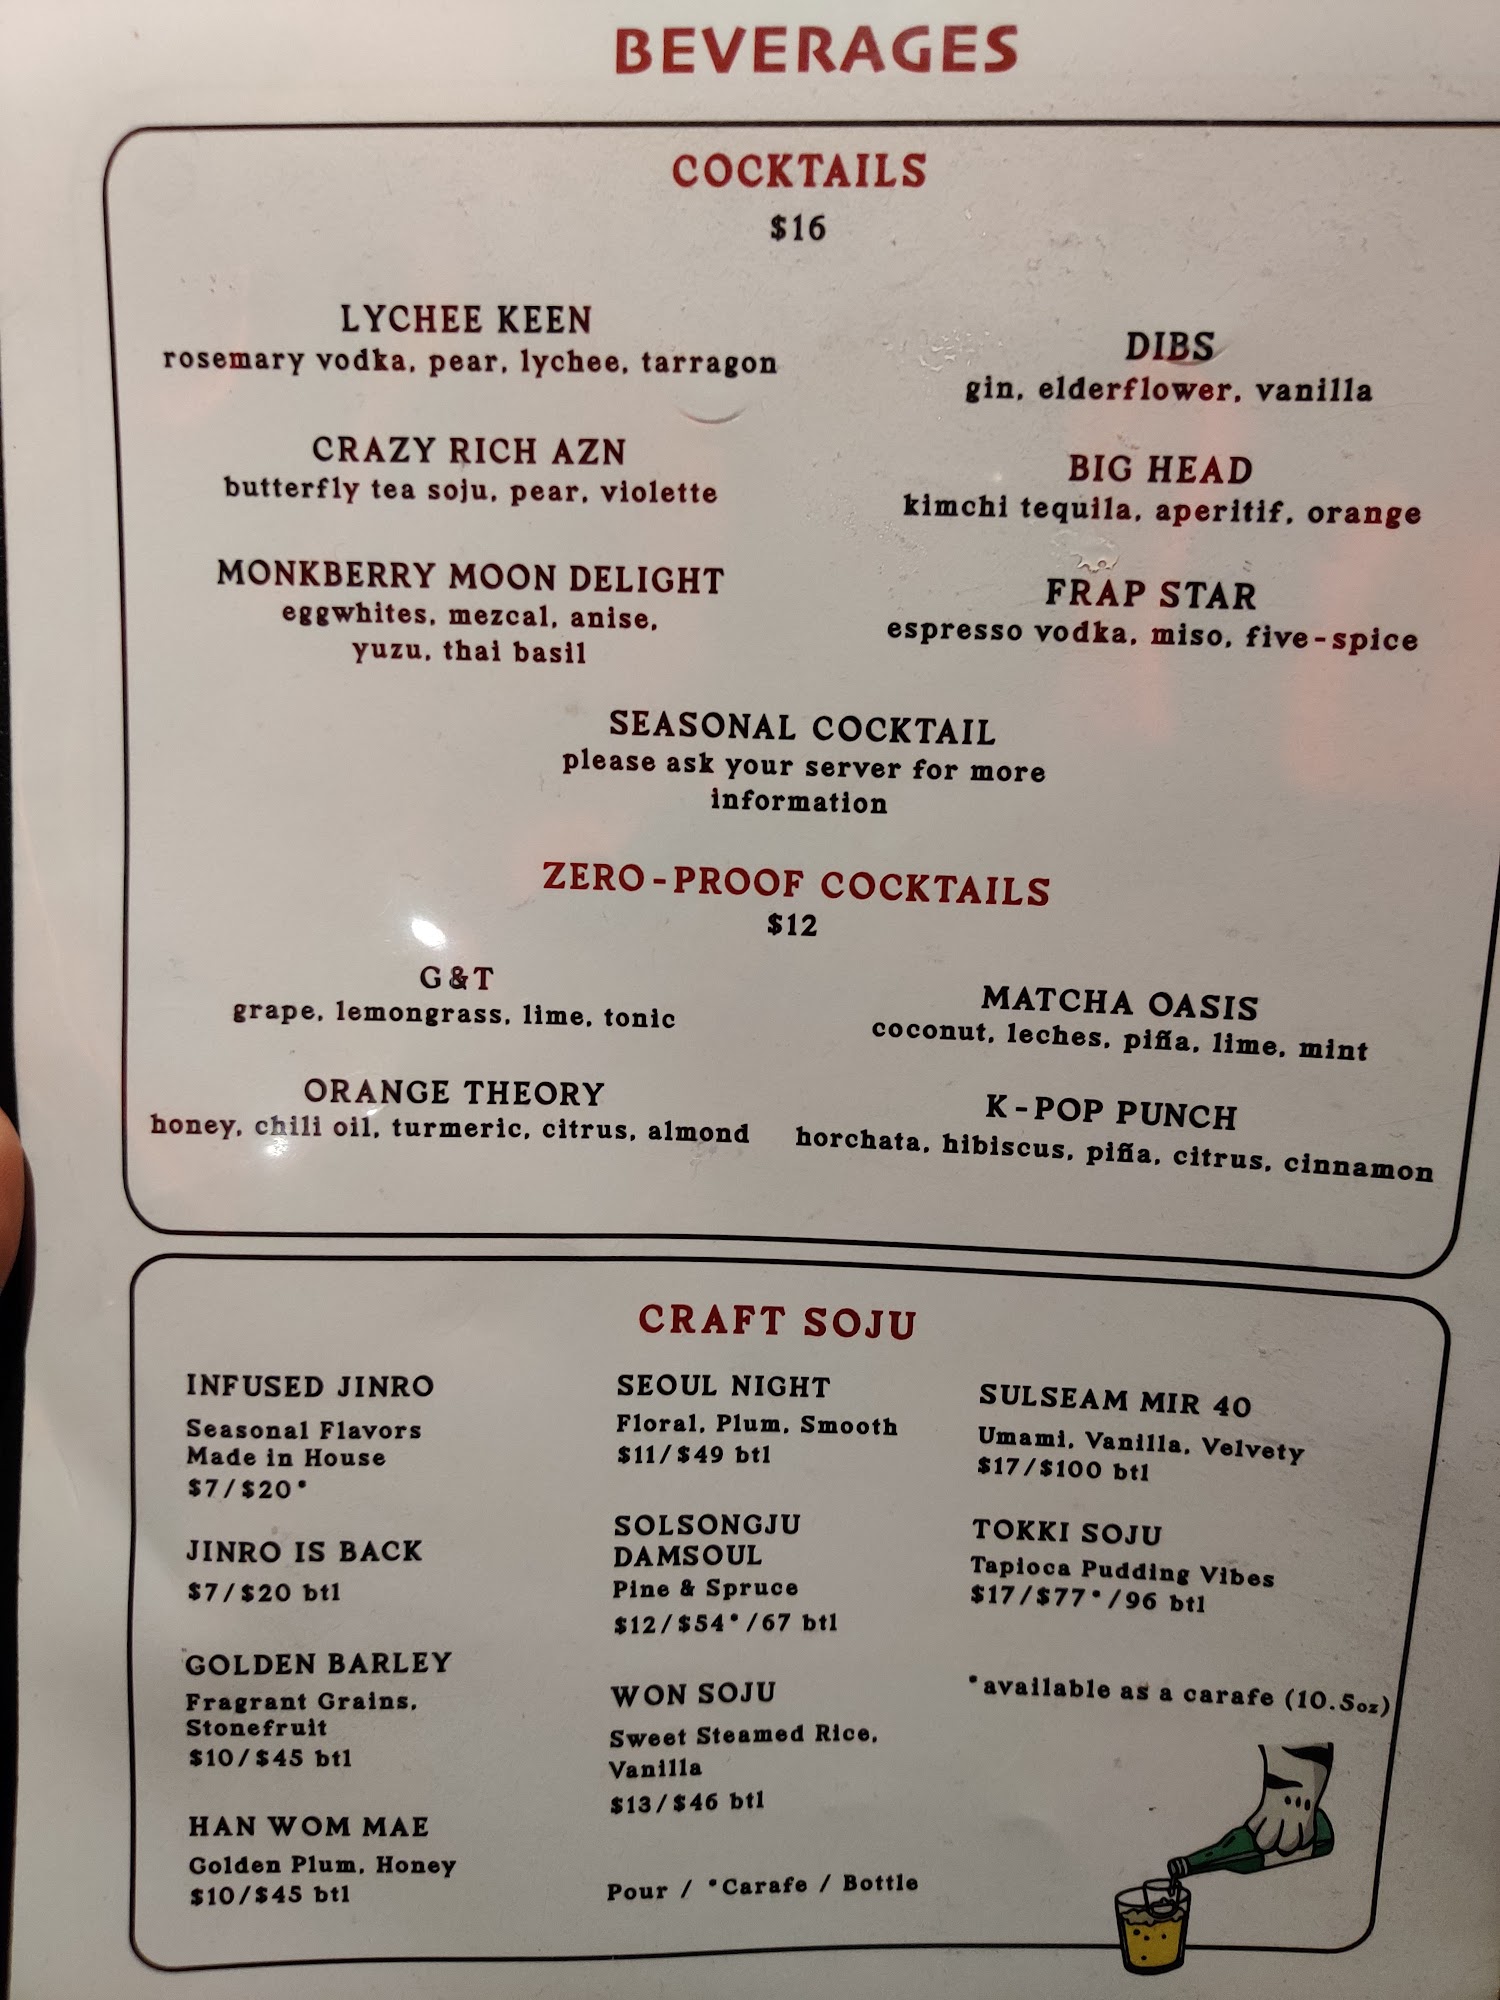 BEVERAGES
COCKTAILS
$16
LYCHEE KEEN
rosemary vodka, pear, lychee, tarragon
CRAZY RICH AZN
butterfly tea soju, pear, violette
MONKBERRY MOON DELIGHT
eggwhites, mezcal, anise,
yuzu, thai basil
DIBS
gin, elderflower, vanilla
BIG HEAD
kimchi tequila, aperitif, orange
FRAP STAR
espresso vodka, miso, five-spice
SEASONAL COCKTAIL
please ask your server for more
information
ZERO-PROOF COCKTAILS
$12
G&T
grape, lemongrass, lime, tonic
ORANGE THEORY
honey, chili oil, turmeric, citrus, almond
MATCHA OASIS
coconut, leches, piña, lime, mint
K-POP PUNCH
horchata, hibiscus, piña, citrus, cinnamon
CRAFT SOJU
INFUSED JINRO
Seasonal Flavors
Made in House
$7/$20*
JINRO IS BACK
$7/$20 btl
GOLDEN BARLEY
Fragrant Grains,
Stonefruit
$10/$45 btl
HAN WOM MAE
Golden Plum, Honey
$10/$45 btl
SEOUL NIGHT
Floral, Plum, Smooth
$11/$49 btl
SOLSONGJU
DAMSOUL
Pine & Spruce
$12/$54*/67 btl
WON SOJU
Sweet Steamed Rice,
Vanilla
$13/$46 btl
Pour / *Carafe / Bottle
SULSEAM MIR 40
Umami, Vanilla, Velvety
$17/$100 btl
TOKKI SOJU
Tapioca Pudding Vibes
$17/$77*/96 btl
*available as a carafe (10.5oz)